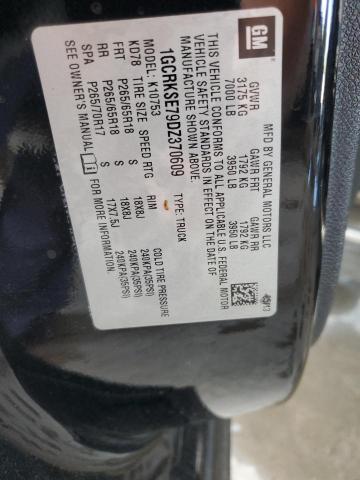 GM
MFD BY GENERAL MOTORS LLC
GVWR GAWR FRT GAWR RR
3175 KG 1792 KG 1792 KG
7000 LB 3950 LB 3950 LB
THIS VEHICLE CONFORMS TO ALL APPLICABLE U.S. FEDERAL MOTOR
VEHICLE SAFETY STANDARDS IN EFFECT ON THE DATE OF
MANUFACTURE SHOWN ABOVE.
1GCRKSE79DZ370609 TYPE: TRUCK
MODEL: K10753
KD78 TIRE SIZE SPEED RTG RIM COLD TIRE PRESSURE
FRT P265/65R18 S 18X8J 240KPA(35PSI)
RR P265/65R18 S 18X8J 240KPA(35PSI)
SPA P265/70R17 S 17X7.5J 240KPA(35PSI)
SEE OWNER'S MANUAL FOR MORE INFORMATION.